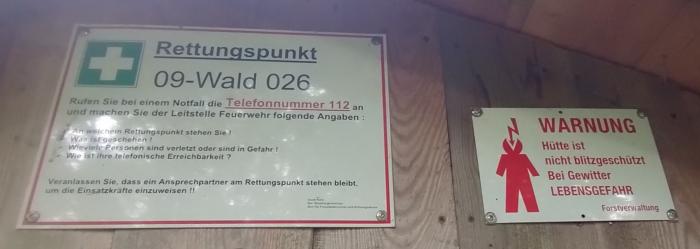 Rettungspunkt
09-Wald 026
Rufen Sie bei einem Notfall die Telefonnummer 112 an
und machen Sie der Leitstelle Feuerwehr folgende Angaben :
An welchem Rettungspunkt stehen Sie !
Was ist geschehen !
Wieviele Personen sind verletzt oder sind in Gefahr !
Wie ist Ihre telefonische Erreichbarkeit ?
Veranlassen Sie, dass ein Ansprechpartner am Rettungspunkt stehen bleibt,
um die Einsatzkräfte einzuweisen !!
WARNUNG
Hütte ist
nicht blitzgeschützt
Bei Gewitter
LEBENSGEFAHR
Forstverwaltung